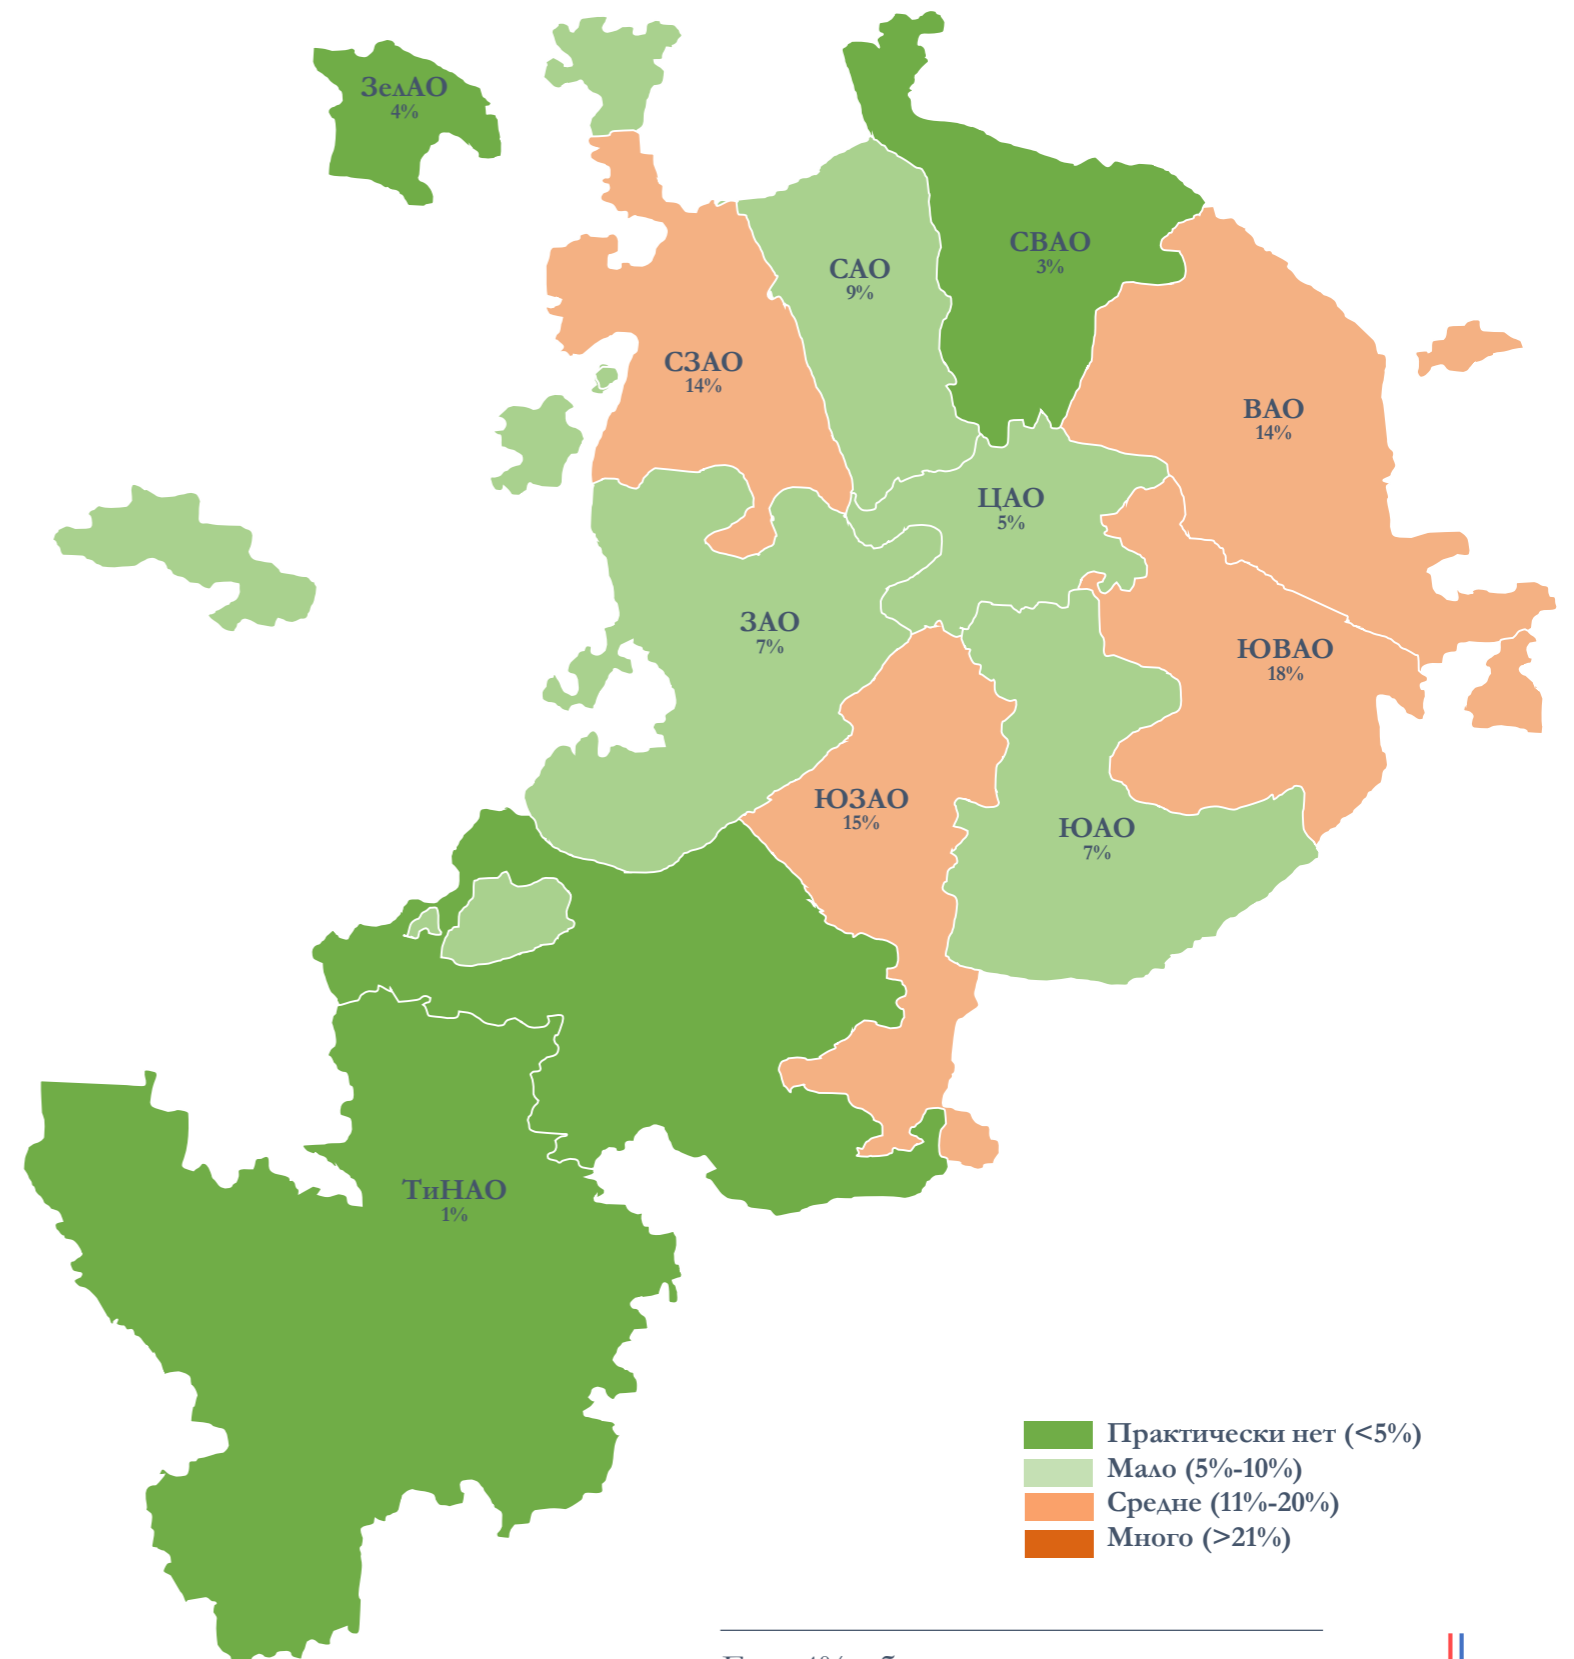 ЗелАО
4%
СВАО
3%
САО
9%
СЗАО
14%
ВАО
14%
ЦАО
5%
ЗАО
7%
ЮВАО
18%
ЮЗАО
15%
ЮАО
7%
ТиНАО
1%
Практически нет (<5%)
Мало (5%-10%)
Средне (11%-20%)
Много (>21%)